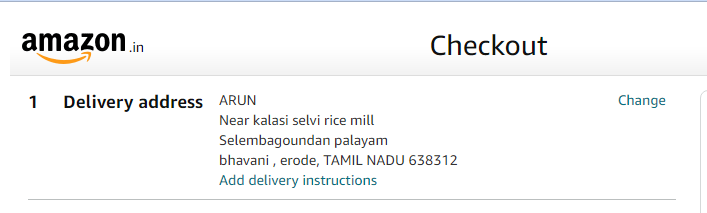 amazon.in
Checkout
1 Delivery address
ARUN
Change
Near kalasi selvi rice mill
Selembagoundan palayam
bhavani , erode, TAMIL NADU 638312
Add delivery instructions